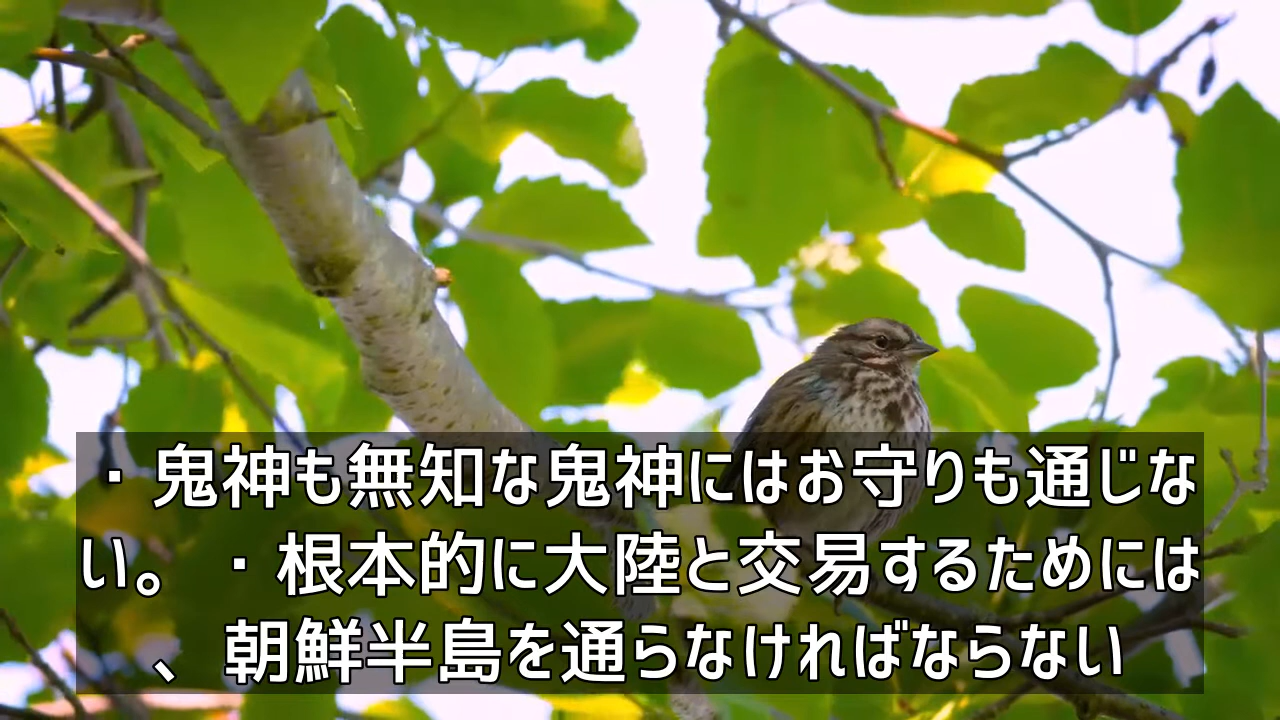 ・鬼神も無知な鬼神にはお守りも通じな
い。 ・根本的に大陸と交易するためには
、朝鮮半島を通らなければならない